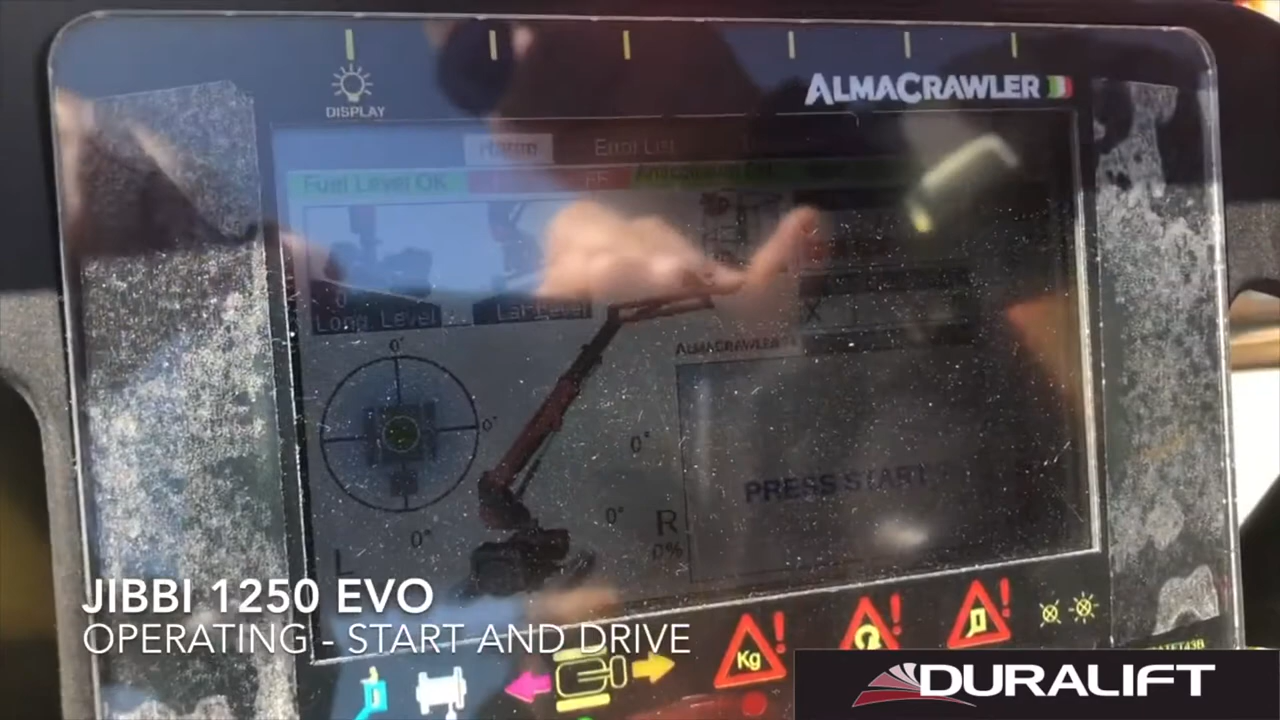 ALMACRAWLER
DISPLAY
Alarm
Error List
Fuel Level OK
Long Level
Lat Level
0°
0°
0°
X
ALMACRAWLER
0°
PRESS START
0°
R
0%
L
JIBBI 1250 EVO
OPERATING - START AND DRIVE
Kg
DURALIFT